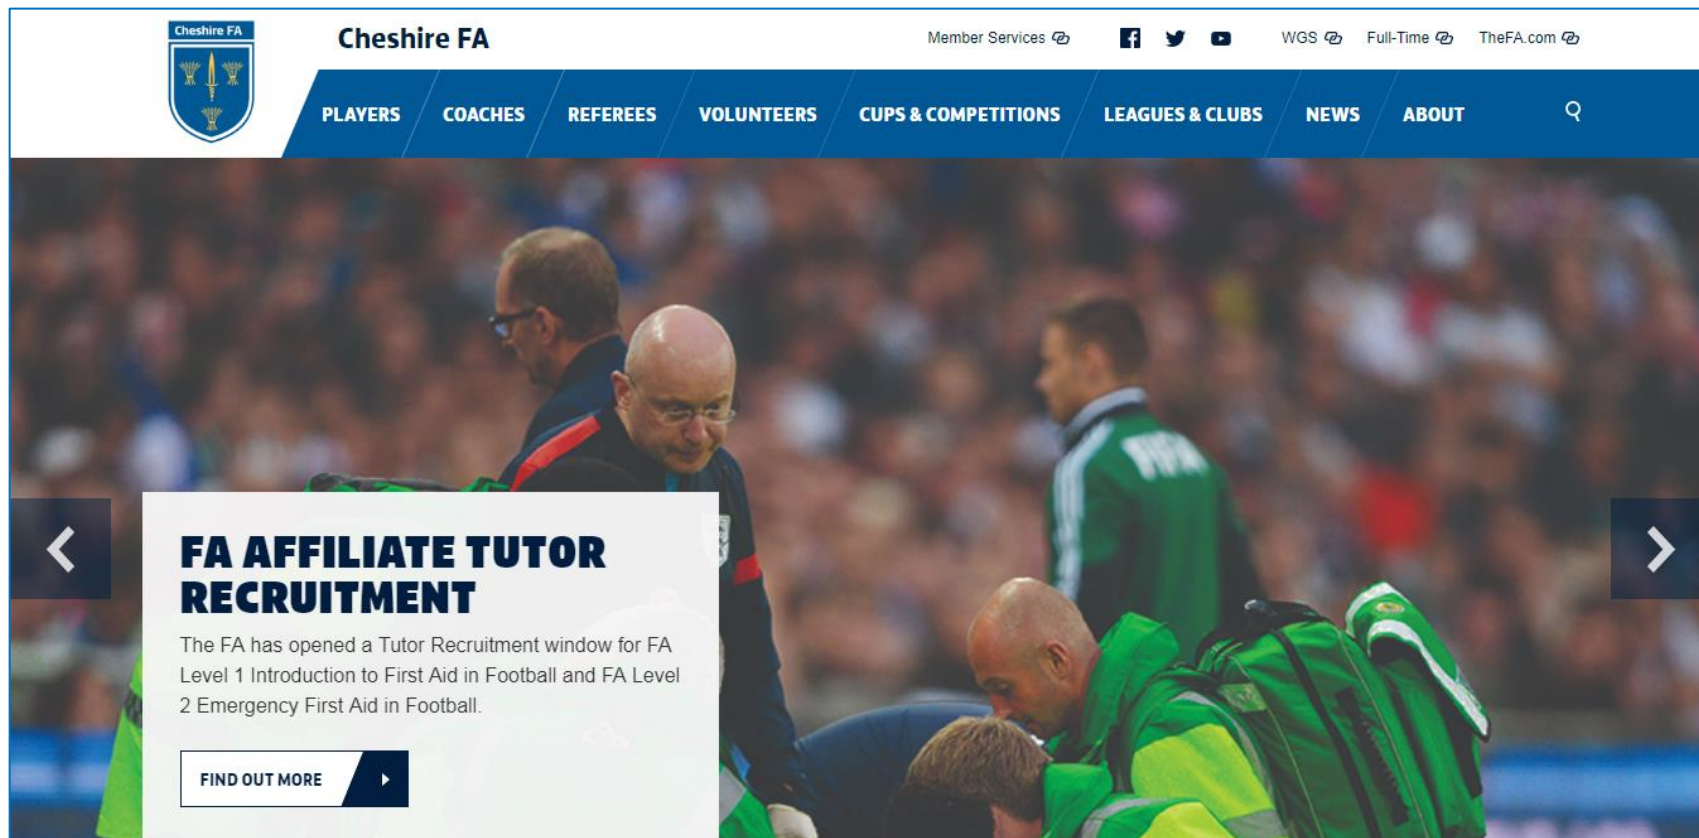 Cheshire FA
Cheshire FA
Member Services
WGS
Full-Time
TheFA.com
PLAYERS
COACHES
REFEREES
VOLUNTEERS
CUPS & COMPETITIONS
LEAGUES & CLUBS
NEWS
ABOUT
FIFA
FA AFFILIATE TUTOR
RECRUITMENT
The FA has opened a Tutor Recruitment window for FA
Level 1 Introduction to First Aid in Football and FA Level
2 Emergency First Aid in Football.
FIND OUT MORE